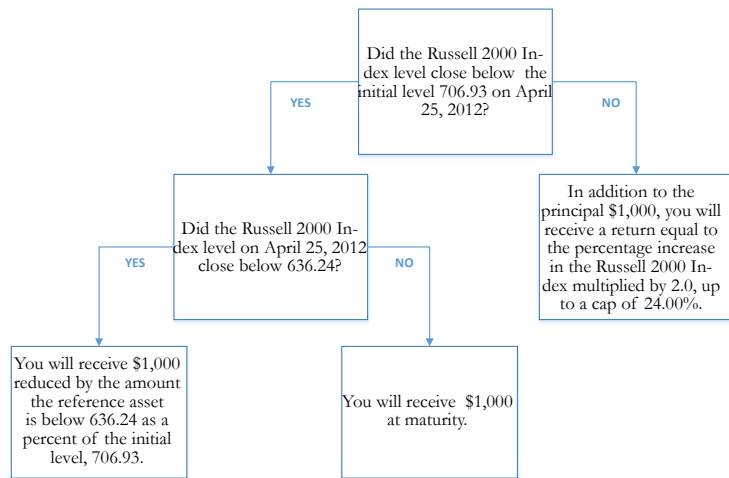 Did the Russell 2000 In-
dex level close below the
initial level 706.93 on April
25, 2012?
YES
NO
Did the Russell 2000 In-
dex level on April 25, 2012
close below 636.24?
In addition to the
principal $1,000, you will
receive a return equal to
the percentage increase
in the Russell 2000 In-
dex multiplied by 2.0, up
to a cap of 24.00%.
YES
NO
You will receive $1,000
reduced by the amount
the reference asset
is below 636.24 as a
percent of the initial
level, 706.93.
You will receive $1,000
at maturity.